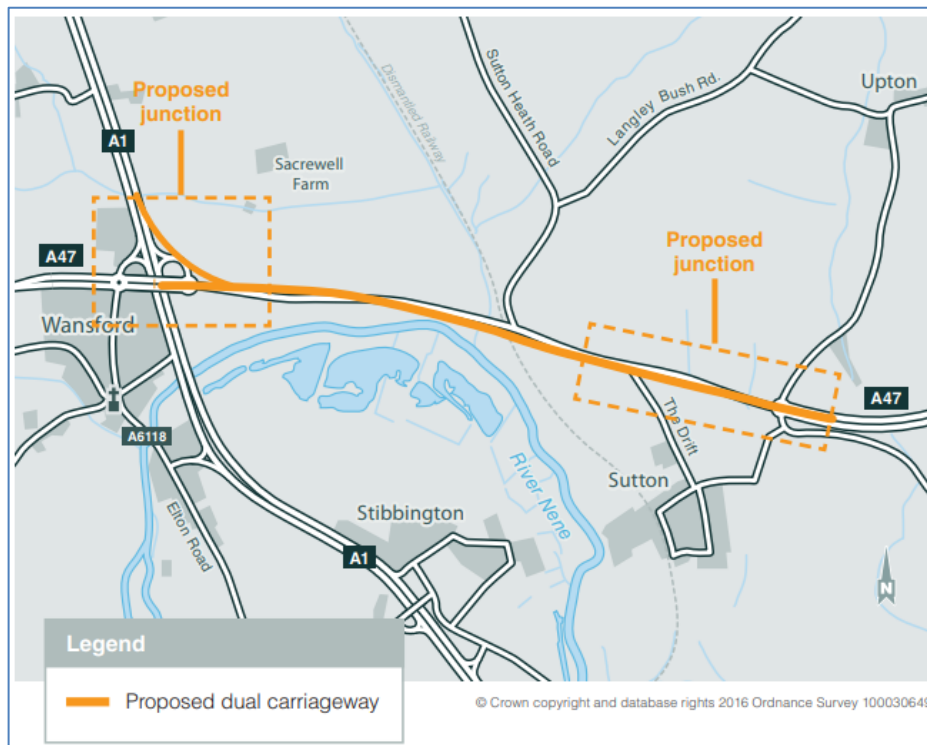 Proposed
junction
A1
Sacrewell
Farm
Dismantled Railway
Sutton Heath Road
Langley Bush Rd.
Upton
A47
Wansford
Proposed
junction
A47
A6118
Elton Road
River Nene
The Drift
Sutton
Stibbington
A1
N
Legend
Proposed dual carriageway
© Crown copyright and database rights 2016 Ordnance Survey 100030649